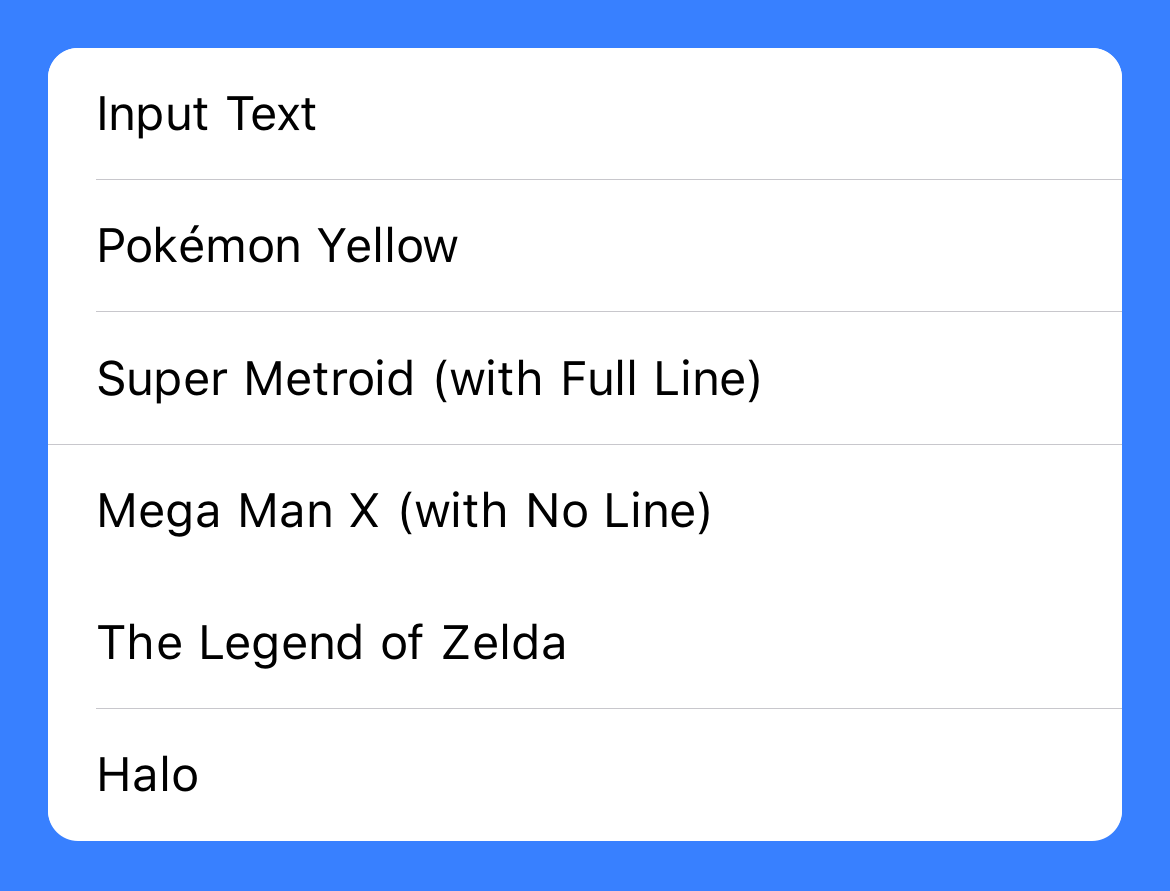 Input Text
Pokémon Yellow
Super Metroid (with Full Line)
Mega Man X (with No Line)
The Legend of Zelda
Halo